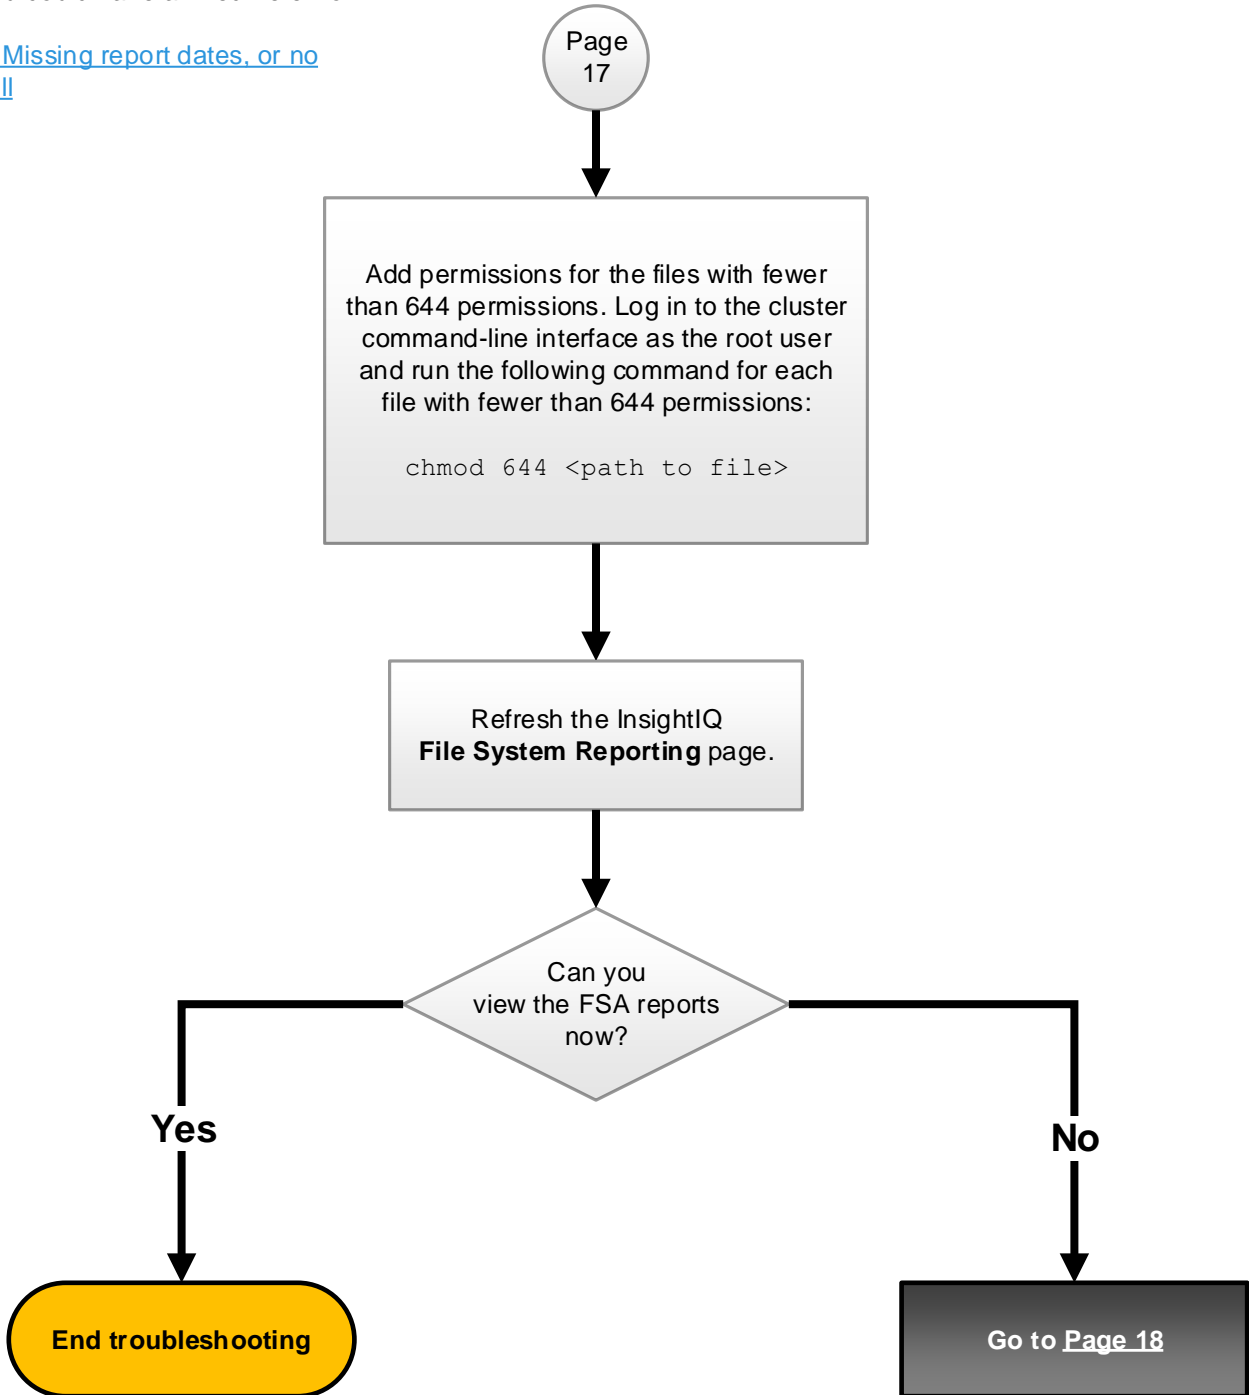 Missing report dates, or no
ll
Page
17
Add permissions for the files with fewer
than 644 permissions. Log in to the cluster
command-line interface as the root user
and run the following command for each
file with fewer than 644 permissions:
chmod 644 <path to file>
Refresh the InsightIQ
File System Reporting page.
Can you
view the FSA reports
now?
Yes
No
End troubleshooting
Go to Page 18